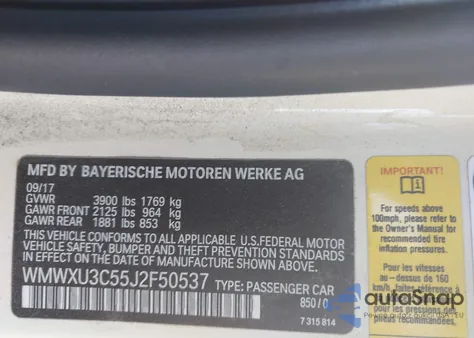 MFD BY BAYERISCHE MOTOREN WERKE AG
09/17
GVWR 3900 lbs 1769 kg
GAWR FRONT 2125 lbs 964 kg
GAWR REAR 1881 lbs 853 kg
THIS VEHICLE CONFORMS TO ALL APPLICABLE U.S.FEDERAL MOTOR
VEHICLE SAFETY, BUMPER, AND THEFT PREVENTION STANDARDS
IN EFFECT ON THE DATE OF MANUFACTURE SHOWN ABOVE.
WMWXU3C55J2F50537 TYPE: PASSENGER CAR
850/0
7 315 814
IMPORTANT!
For speeds above
100mph, please refer to
the Owner's Manual for
recommended tire
inflation pressures.
Pour les vitesses
au-dessus de 160
km/h, faites référence
autoSnap